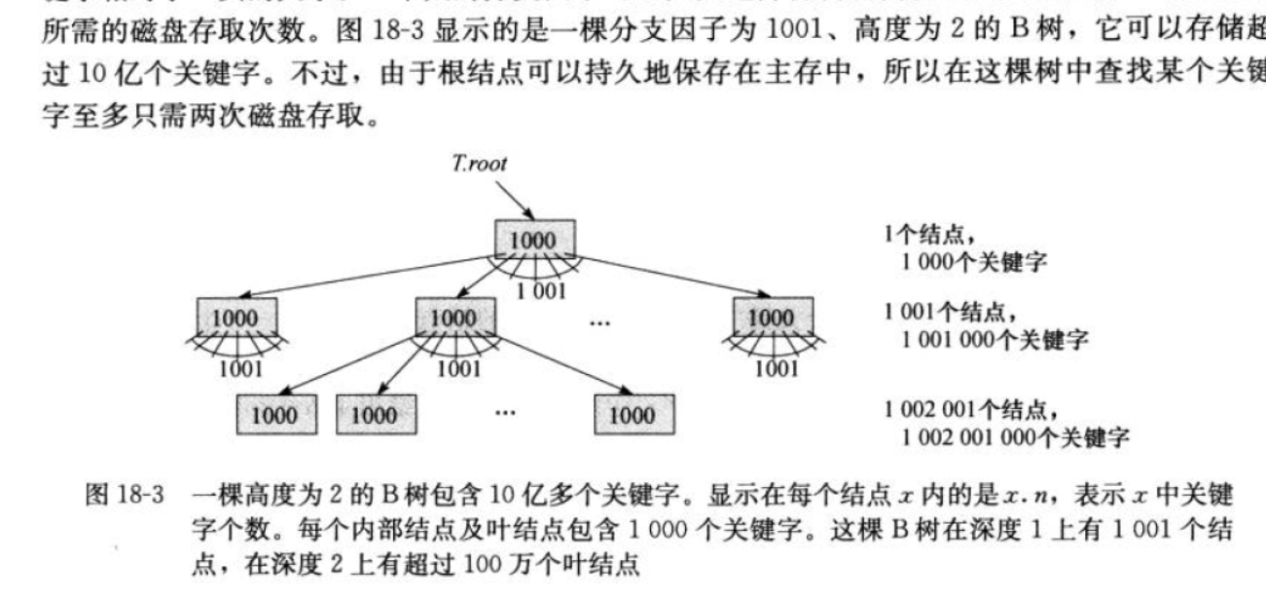 所需的磁盘存取次数。图 18-3 显示的是一棵分支因子为 1001、高度为 2 的 B 树，它可以存储超
过 10 亿个关键字。不过，由于根结点可以持久地保存在主存中，所以在这棵树中查找某个关键
字至多只需两次磁盘存取。
T.root
1000
1个结点，
1 000个关键字
1 001
1000
1000
...
1000
1 001个结点，
1 001 000个关键字
1001
1001
1001
1000
1000
...
1000
1 002 001个结点，
1 002 001 000个关键字
图 18-3 一棵高度为 2 的 B 树包含 10 亿多个关键字。显示在每个结点 x 内的是 x.n，表示 x 中关键
字个数。每个内部结点及叶结点包含 1 000 个关键字。这棵 B 树在深度 1 上有 1 001 个结
点，在深度 2 上有超过 100 万个叶结点